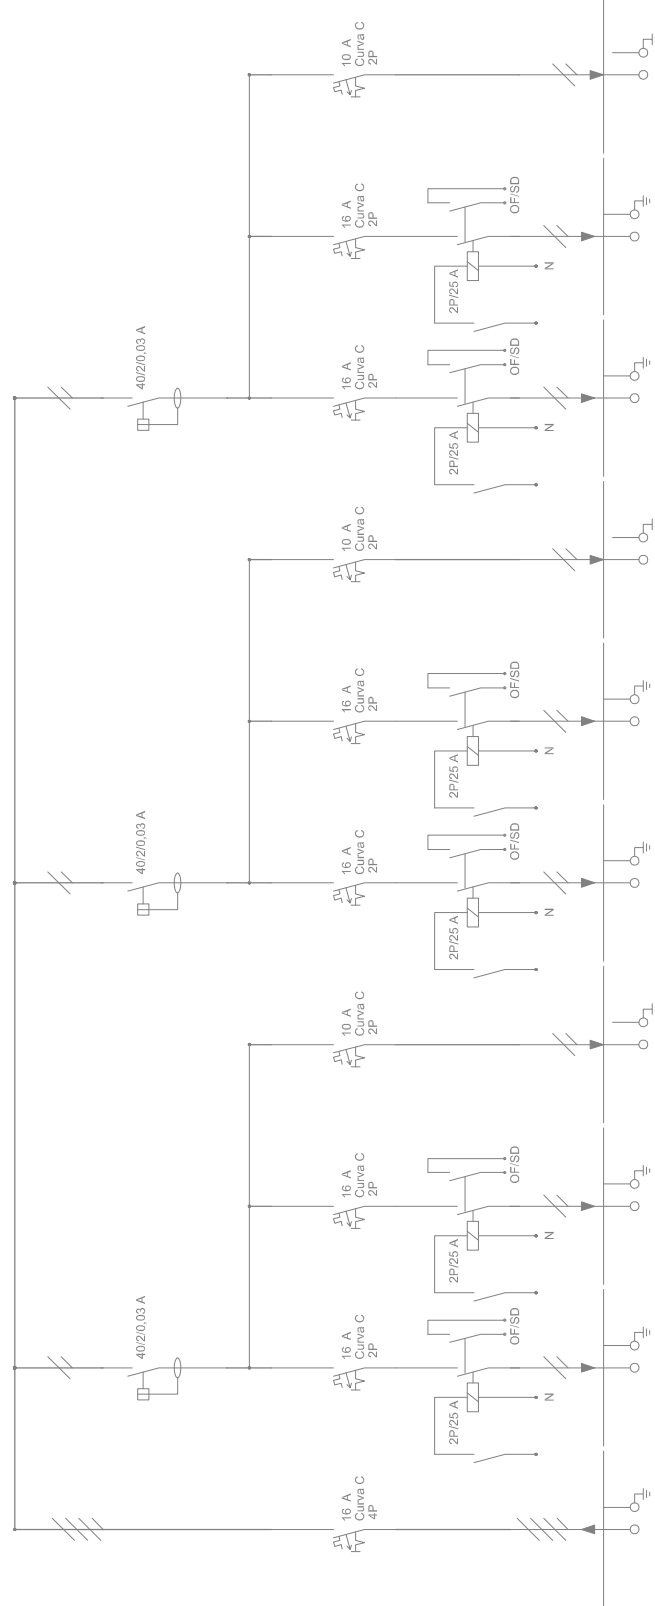 10 A
Curva C
2P
16 A
Curva C
2P
OF/SD
2P/25 A
N
40/2/0,03 A
16 A
Curva C
2P
OF/SD
2P/25 A
N
10 A
Curva C
2P
16 A
Curva C
2P
OF/SD
2P/25 A
N
40/2/0,03 A
16 A
Curva C
2P
OF/SD
2P/25 A
N
10 A
Curva C
2P
16 A
Curva C
2P
OF/SD
2P/25 A
N
40/2/0,03 A
16 A
Curva C
2P
OF/SD
2P/25 A
N
16 A
Curva C
4P